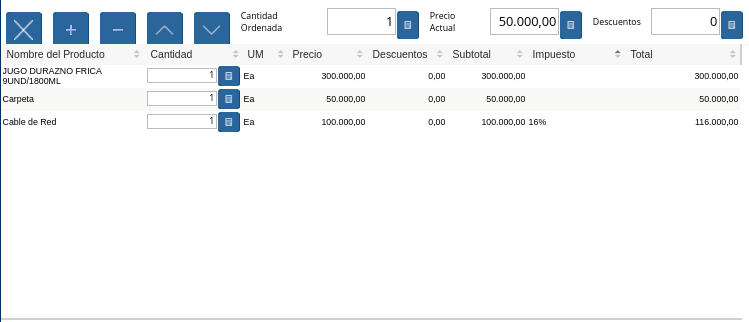 Cantidad Ordenada 1 Precio Actual 50.000,00 Descuentos 0
Nombre del Producto Cantidad UM Precio Descuentos Subtotal Impuesto Total
JUGO DURAZNO FRICA
9UND/1800ML 1 Ea 300.000,00 0,00 300.000,00 300.000,00
Carpeta 1 Ea 50.000,00 0,00 50.000,00 50.000,00
Cable de Red 1 Ea 100.000,00 0,00 100.000,00 16% 116.000,00